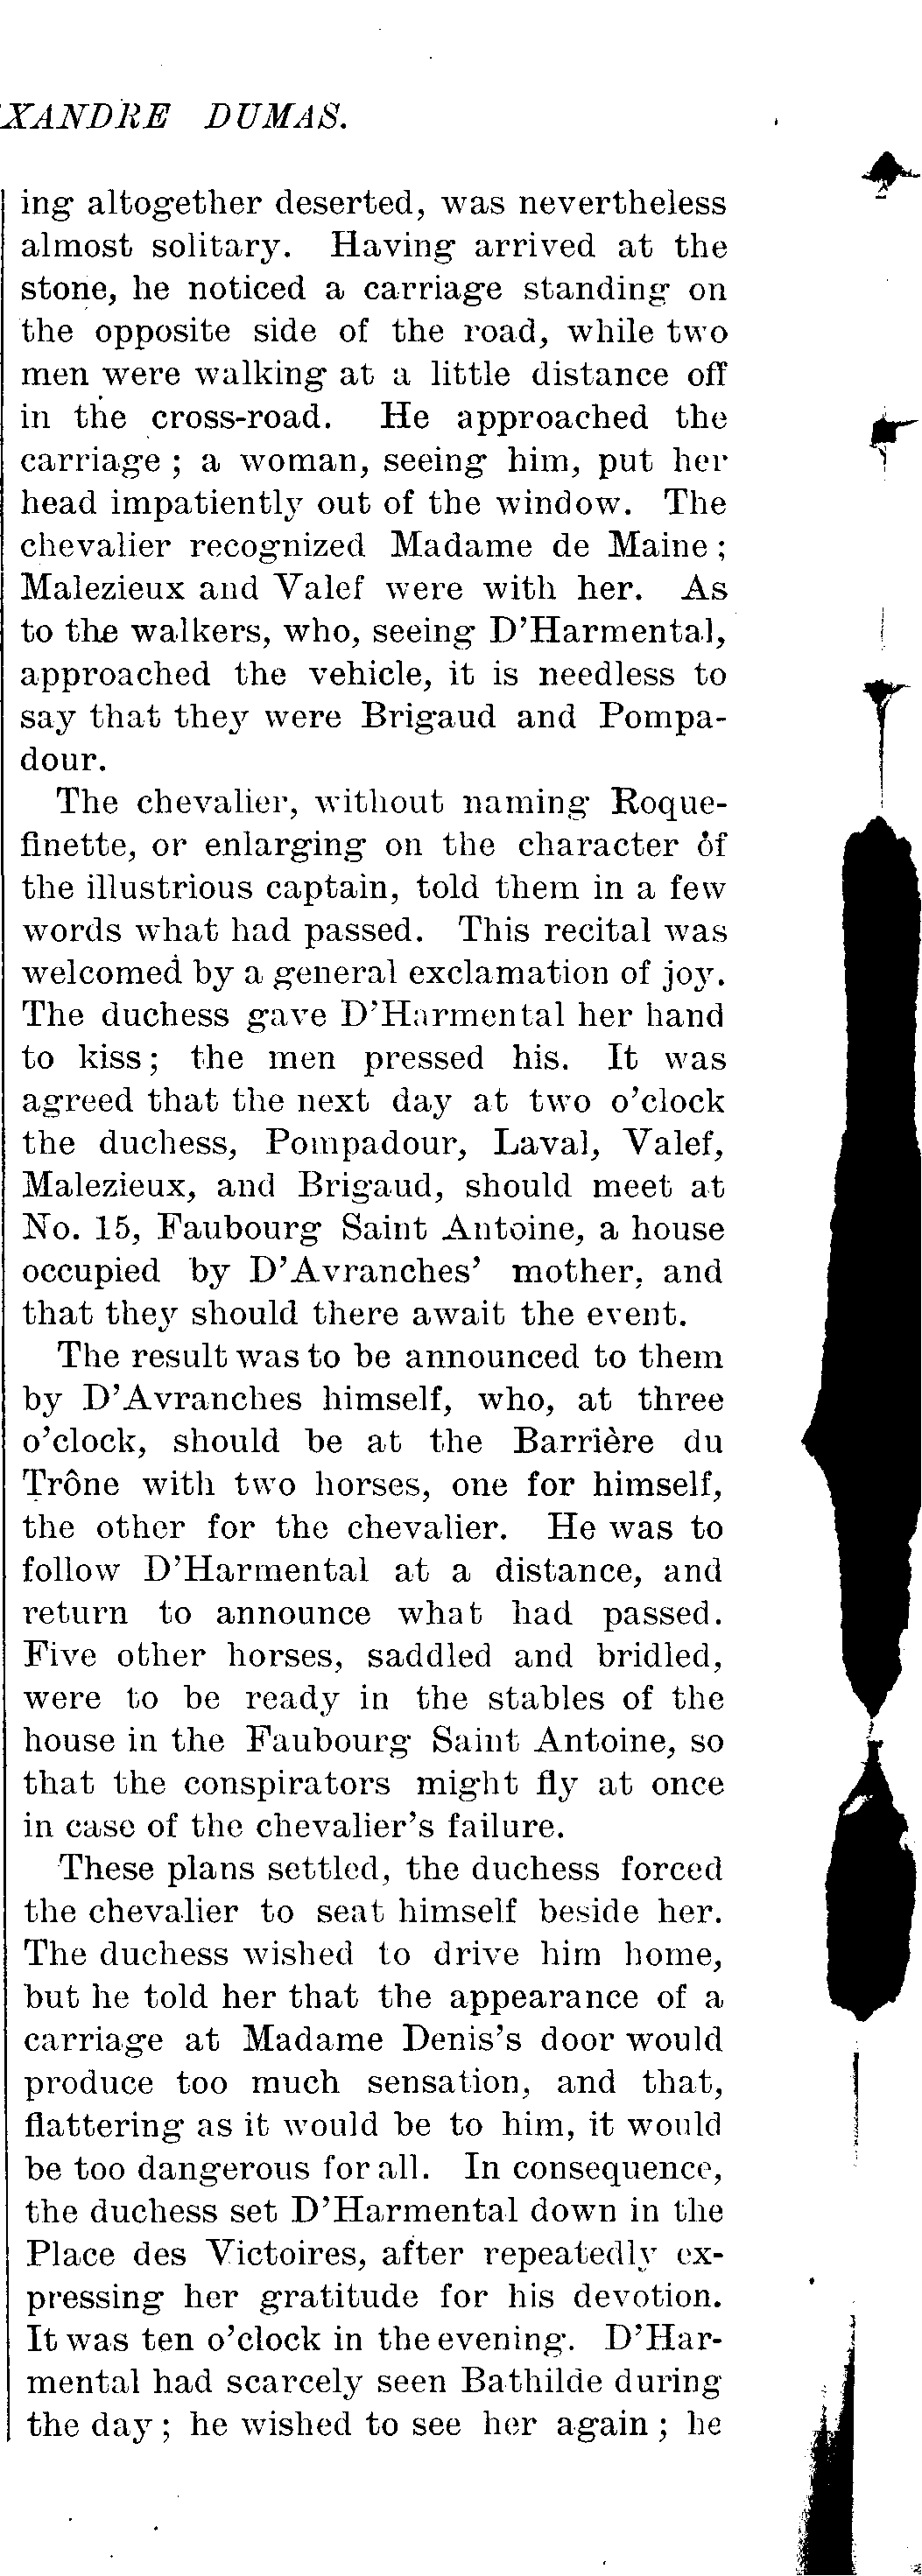 XANDRE DUMAS.
ing altogether deserted, was nevertheless
almost solitary. Having arrived at the
stone, he noticed a carriage standing on
the opposite side of the road, while two
men were walking at a little distance off
in the cross-road. He approached the
carriage ; a woman, seeing him, put her
head impatiently out of the window. The
chevalier recognized Madame de Maine ;
Malezieux and Valef were with her. As
to the walkers, who, seeing D'Harmental,
approached the vehicle, it is needless to
say that they were Brigaud and Pompa-
dour.
The chevalier, without naming Roque-
finette, or enlarging on the character of
the illustrious captain, told them in a few
words what had passed. This recital was
welcomed by a general exclamation of joy.
The duchess gave D'Harmental her hand
to kiss ; the men pressed his. It was
agreed that the next day at two o'clock
the duchess, Pompadour, Laval, Valef,
Malezieux, and Brigaud, should meet at
No. 15, Faubourg Saint Antoine, a house
occupied by D'Avranches' mother, and
that they should there await the event.
The result was to be announced to them
by D'Avranches himself, who, at three
o'clock, should be at the Barrière du
Trône with two horses, one for himself,
the other for the chevalier. He was to
follow D'Harmental at a distance, and
return to announce what had passed.
Five other horses, saddled and bridled,
were to be ready in the stables of the
house in the Faubourg Saint Antoine, so
that the conspirators might fly at once
in case of the chevalier's failure.
These plans settled, the duchess forced
the chevalier to seat himself beside her.
The duchess wished to drive him home,
but he told her that the appearance of a
carriage at Madame Denis's door would
produce too much sensation, and that,
flattering as it would be to him, it would
be too dangerous for all. In consequence,
the duchess set D'Harmental down in the
Place des Victoires, after repeatedly ex-
pressing her gratitude for his devotion.
It was ten o'clock in the evening. D'Har-
mental had scarcely seen Bathilde during
the day ; he wished to see her again ; he